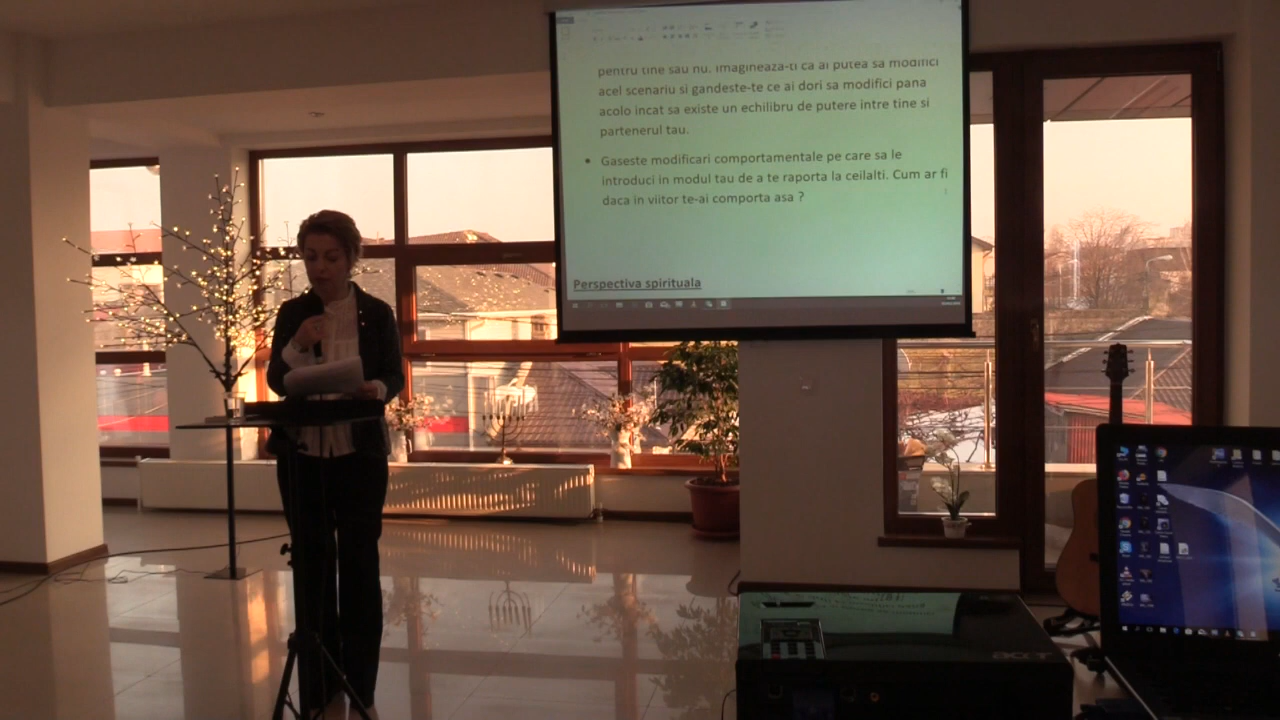 pentru tine sau nu. Imagineaza-ti ca ai putea sa modifici
acel scenariu si gandeste-te ce ai dori sa modifici pana
acolo incat sa existe un echilibru de putere intre tine si
partenerul tau.
• Gaseste modificari comportamentale pe care sa le
introduci in modul tau de a te raporta la ceilalti. Cum ar fi
daca in viitor te-ai comporta asa ?
Perspectiva spirituala
acer